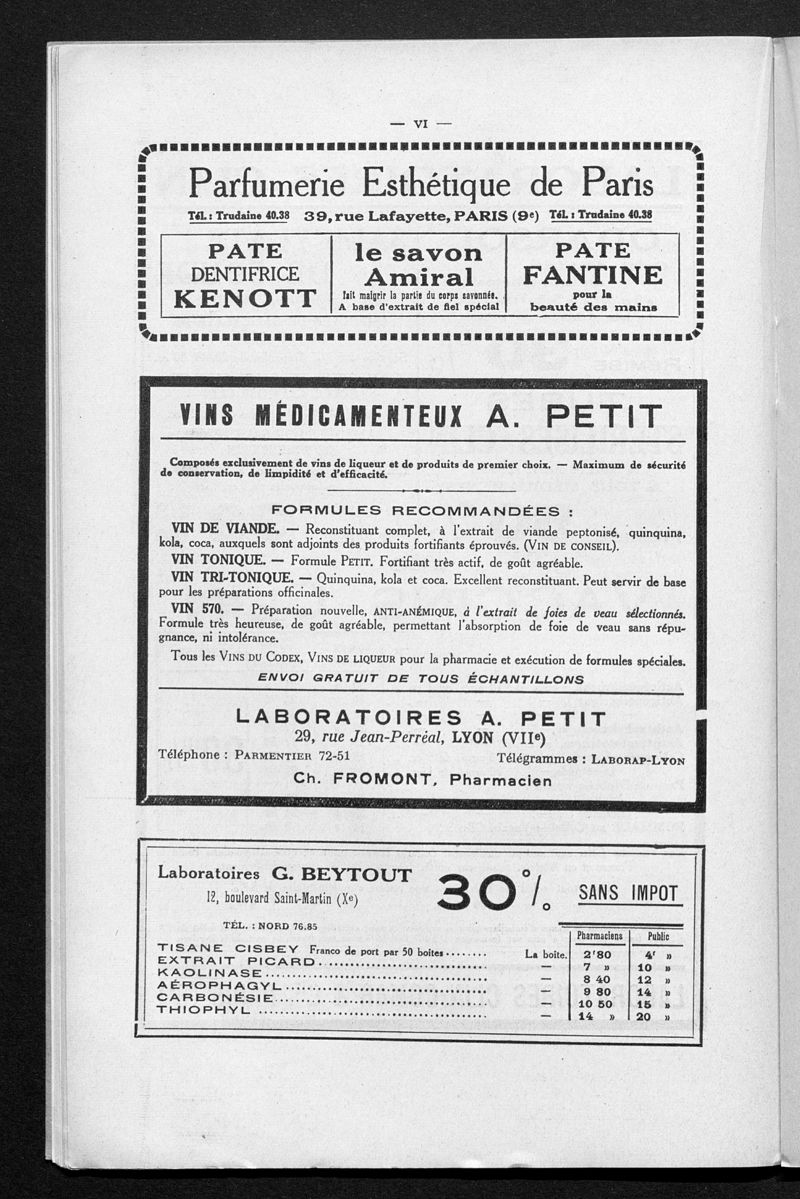 — VI —
Parfumerie Esthétique de Paris
Tél. : Trudaine 40.38 39, rue Lafayette, PARIS (9e) Tél. : Trudaine 40.38
PATE
DENTIFRICE
KENOTT
le savon
Amiral
fait maigrir la partie du corps savonnée.
A base d'extrait de fiel spécial
PATE
FANTINE
pour la
beauté des mains
VINS MÉDICAMENTEUX A. PETIT
Composés exclusivement de vins de liqueur et de produits de premier choix. — Maximum de sécurité
de conservation, de limpidité et d'efficacité.
FORMULES RECOMMANDÉES :
VIN DE VIANDE. — Reconstituant complet, à l'extrait de viande peptonisé, quinquina,
kola, coca, auxquels sont adjoints des produits fortifiants éprouvés. (VIN DE CONSEIL).
VIN TONIQUE. — Formule PETIT. Fortifiant très actif, de goût agréable.
VIN TRI-TONIQUE. — Quinquina, kola et coca. Excellent reconstituant. Peut servir de base
pour les préparations officinales.
VIN 570. — Préparation nouvelle, ANTI-ANÉMIQUE, à l'extrait de foies de veau sélectionnés.
Formule très heureuse, de goût agréable, permettant l'absorption de foie de veau sans répu-
gnance, ni intolérance.
Tous les VINS DU CODEX, VINS DE LIQUEUR pour la pharmacie et exécution de formules spéciales.
ENVOI GRATUIT DE TOUS ÉCHANTILLONS
LABORATOIRES A. PETIT
29, rue Jean-Perréal, LYON (VIIe)
Téléphone : PARMENTIER 72-51 Télégrammes : LABORAP-LYON
Ch. FROMONT, Pharmacien
Laboratoires G. BEYTOUT
12, boulevard Saint-Martin (Xe)
TÉL. : NORD 76.85
30 % SANS IMPOT
Pharmaciens Public
TISANE CISBEY Franco de port par 50 boites ........ La boite. 2f80 4f »
EXTRAIT PICARD ........ — 7 » 10 »
KAOLINASE ........ — 8 40 12 »
AÉROPHAGYL ........ — 9 80 14 »
CARBONÉSIE ........ — 10 50 15 »
THIOPHYL ........ — 14 » 20 »